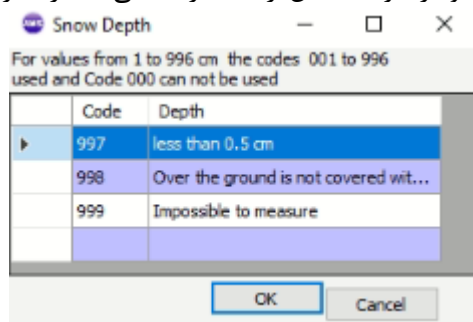 Snow Depth
For values from 1 to 996 cm the codes 001 to 996
used and Code 000 can not be used
Code Depth
997 less than 0.5 cm
998 Over the ground is not covered wit...
999 Impossible to measure
OK Cancel